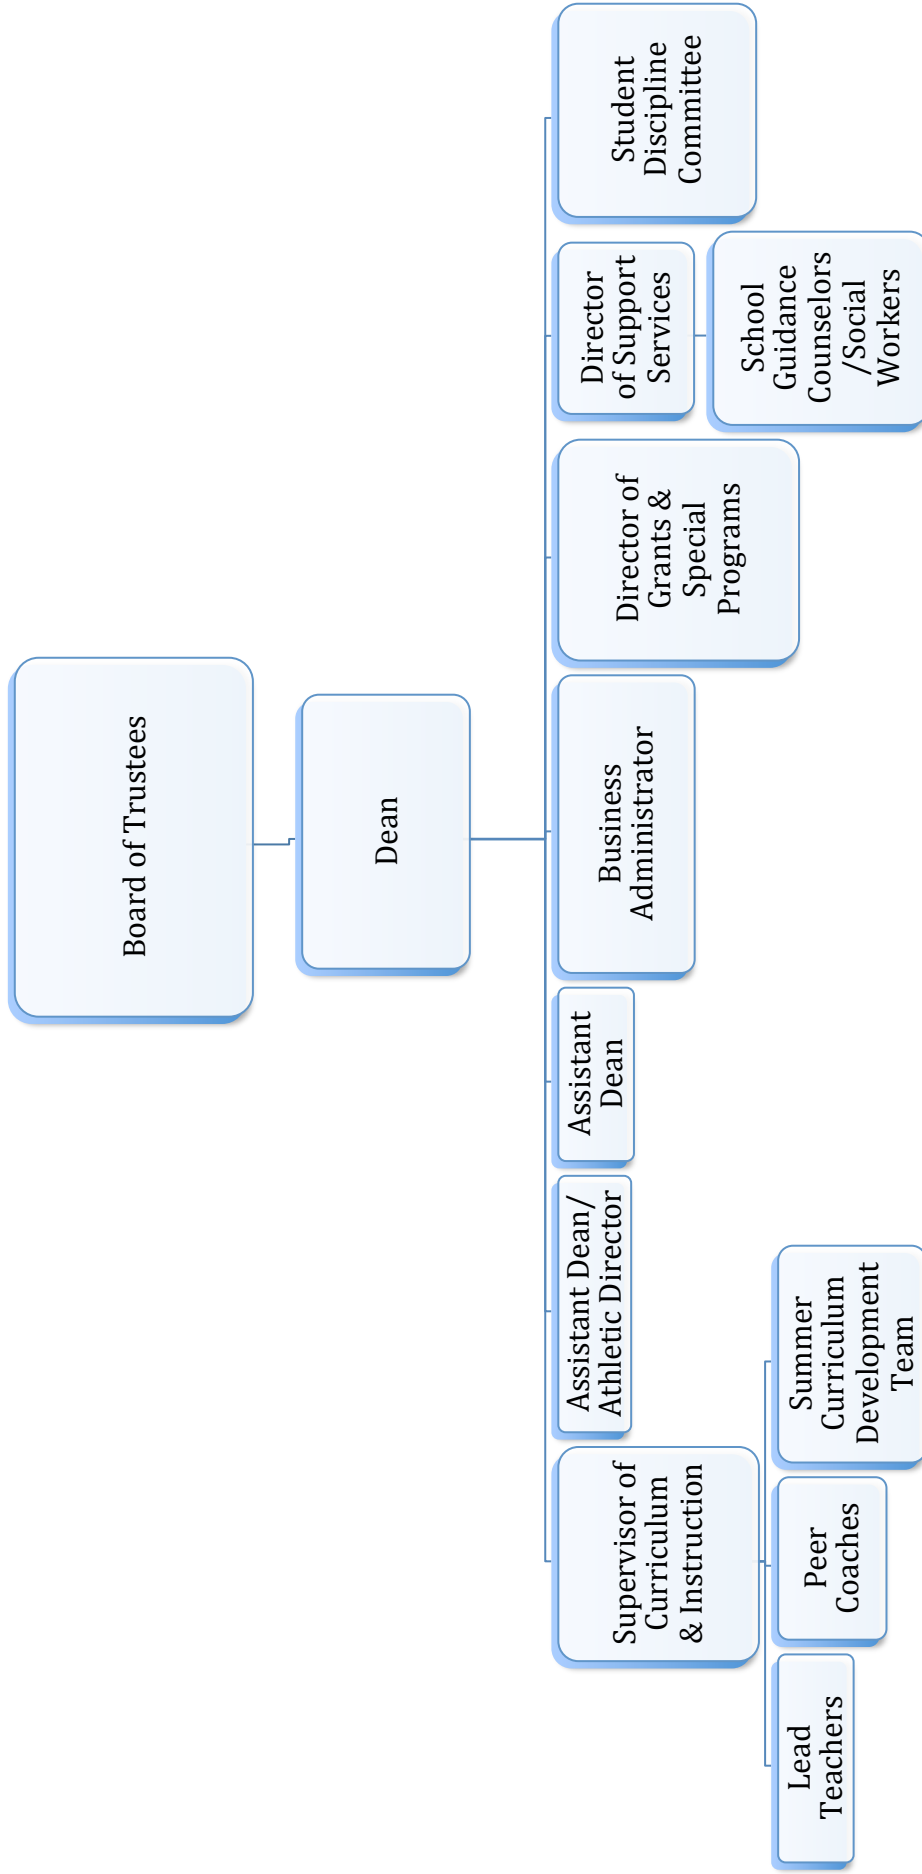 Board of Trustees
Dean
Supervisor of
Curriculum
& Instruction
Assistant Dean/
Athletic Director
Assistant
Dean
Business
Administrator
Director of
Grants &
Special
Programs
Director
of Support
Services
Student
Discipline
Committee
Lead
Teachers
Peer
Coaches
Summer
Curriculum
Development
Team
School
Guidance
Counselors
/Social
Workers